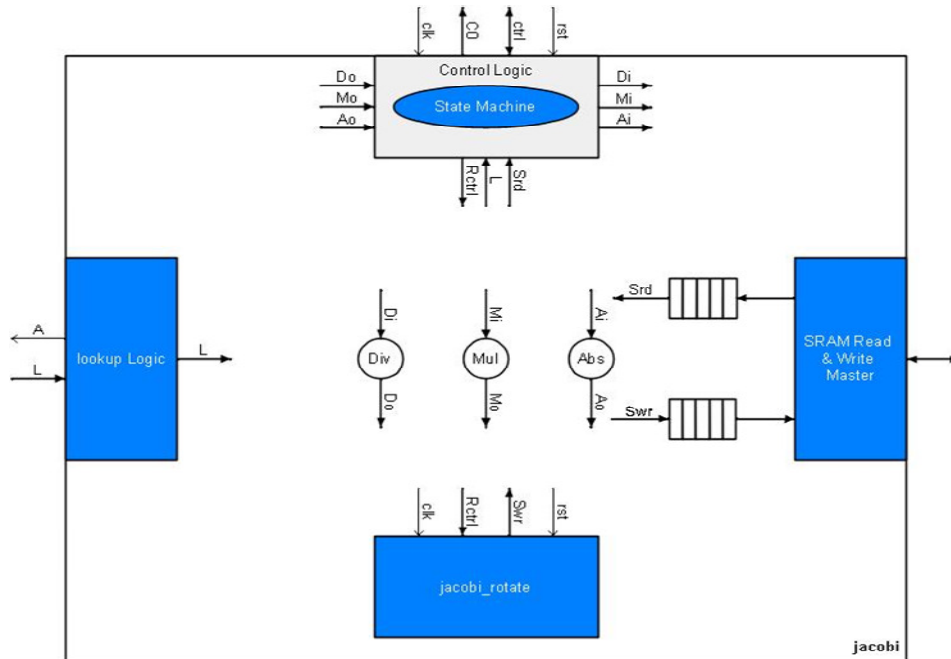 clk
C0
ctrl
rst
Control Logic
State Machine
Do
Mo
Ao
Di
Mi
Ai
Rctrl
L
Srd
A
L
lookup Logic
L
Di
Mi
Ai
Div
Mul
Abs
Do
Mo
Ao
Srd
Swr
SRAM Read
& Write
Master
clk
Rctrl
Swr
rst
jacobi_rotate
jacobi